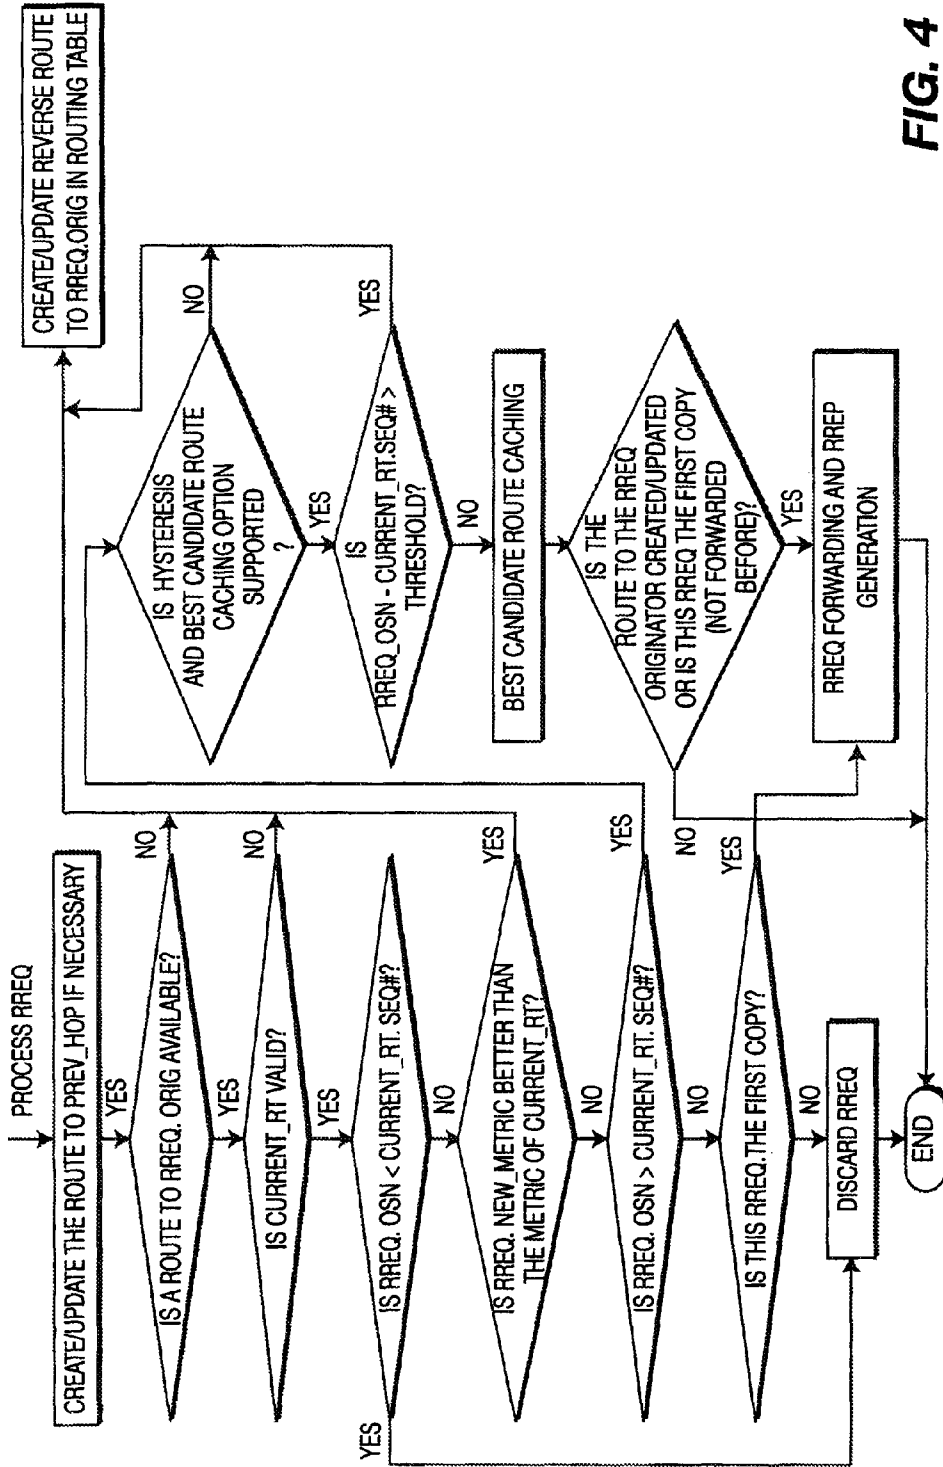 PROCESS RREQ
CREATE/UPDATE THE ROUTE TO PREV_HOP IF NECESSARY
YES
IS A ROUTE TO RREQ. ORIG AVAILABLE?
NO
YES
IS CURRENT_RT VALID?
NO
YES
IS RREQ. OSN < CURRENT_RT. SEQ#?
YES
NO
IS RREQ. NEW_METRIC BETTER THAN
THE METRIC OF CURRENT_RT?
YES
NO
IS RREQ. OSN > CURRENT_RT. SEQ#?
YES
NO
IS THIS RREQ.THE FIRST COPY?
YES
NO
DISCARD RREQ
END
CREATE/UPDATE REVERSE ROUTE
TO RREQ.ORIG IN ROUTING TABLE
IS HYSTERESIS
AND BEST CANDIDATE ROUTE
CACHING OPTION
SUPPORTED
?
NO
YES
IS
RREQ_OSN - CURRENT_RT.SEQ# >
THRESHOLD?
YES
NO
BEST CANDIDATE ROUTE CACHING
IS THE
ROUTE TO THE RREQ
ORIGINATOR CREATED/UPDATED
OR IS THIS RREQ THE FIRST COPY
(NOT FORWARDED
BEFORE)?
NO
YES
RREQ FORWARDING AND RREP
GENERATION
FIG. 4